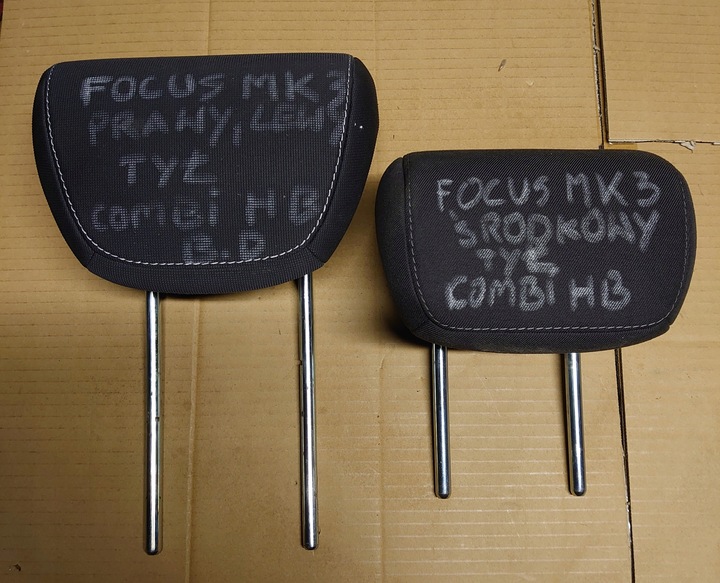 FOCUS MK3
PRAWY, LEWY
TYŁ
COMBi HB
FOCUS MK3
ŚRODKOWY
TYŁ
COMBi HB